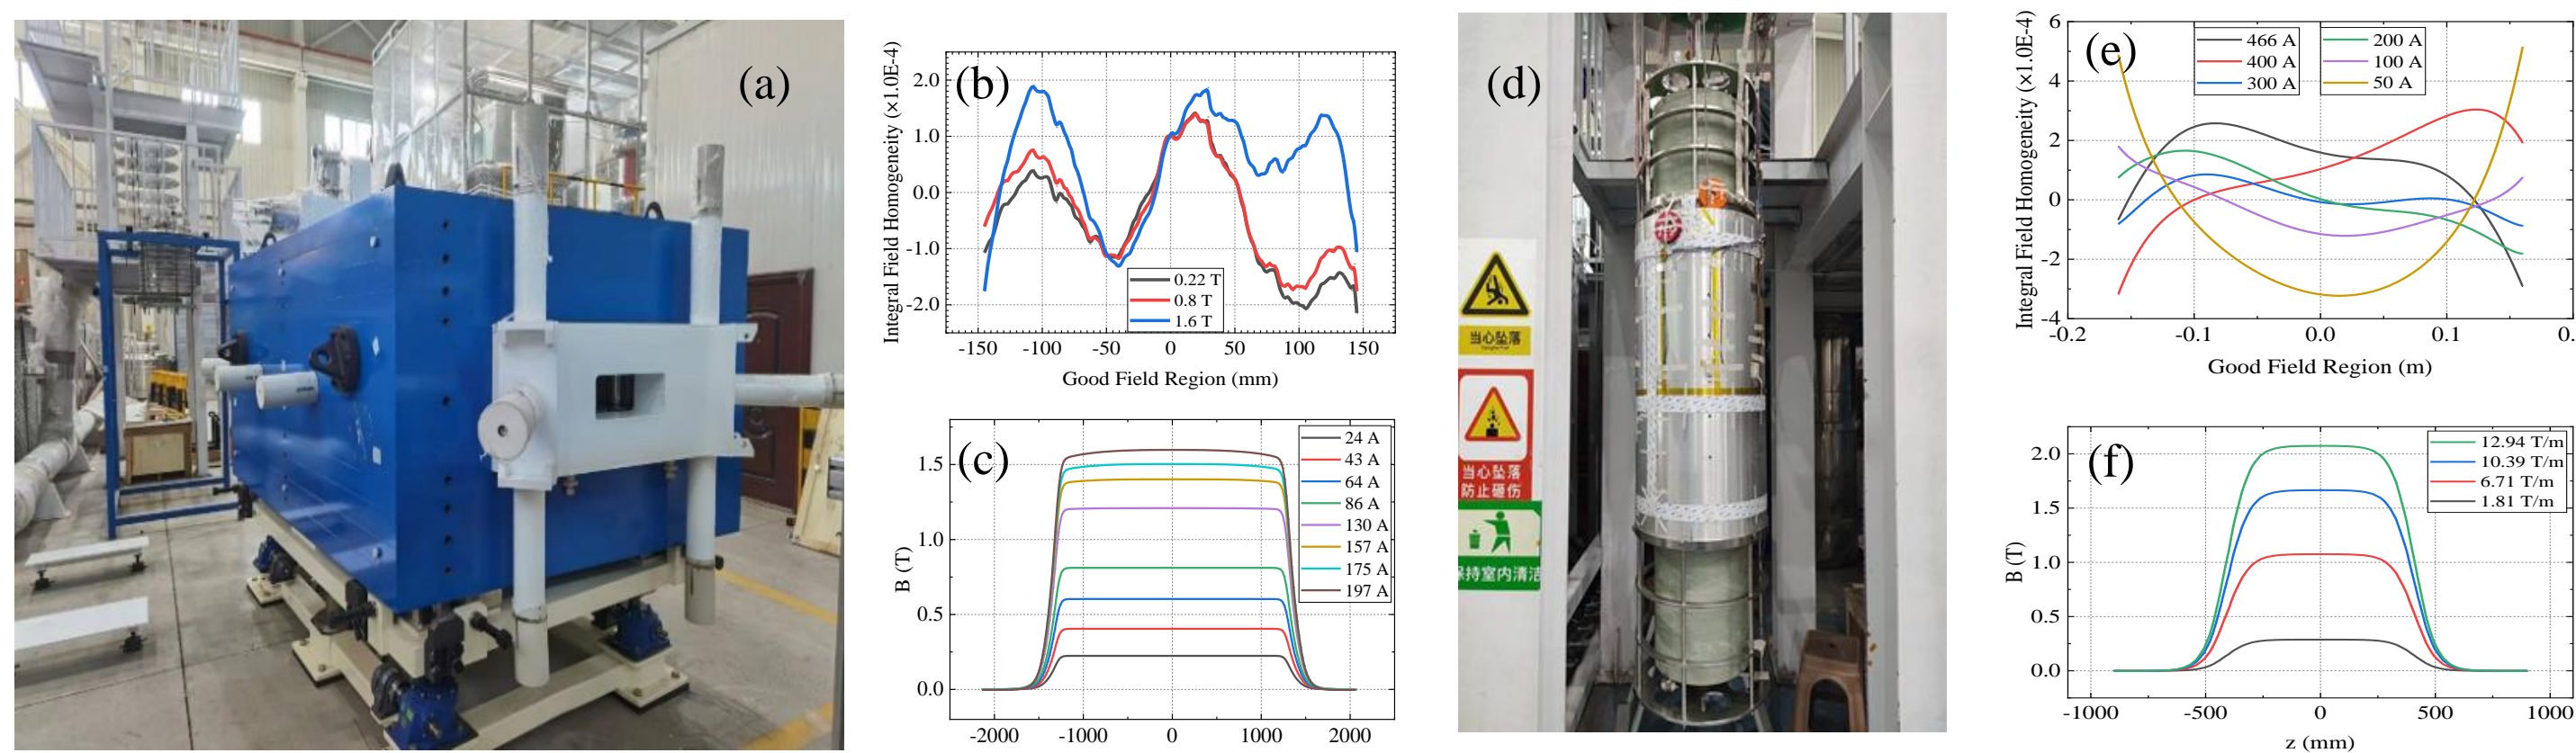 (a)
(b)
Integral Field Homogeneity (×1.0E-4)
2.0
1.0
0.0
-1.0
-2.0
0.22 T
0.8 T
1.6 T
-150 -100 -50 0 50 100 150
Good Field Region (mm)
(c)
B (T)
1.5
1.0
0.5
0.0
24 A
43 A
64 A
86 A
130 A
157 A
175 A
197 A
-2000 -1000 0 1000 2000
(d)
当心坠落
当心坠落
防止砸伤
保持室内清洁
(e)
Integral Field Homogeneity (×1.0E-4)
6
4
2
0
-2
-4
466 A 200 A
400 A 100 A
300 A 50 A
-0.2 -0.1 0.0 0.1 0.
Good Field Region (m)
(f)
B (T)
2.0
1.5
1.0
0.5
0.0
12.94 T/m
10.39 T/m
6.71 T/m
1.81 T/m
-1000 -500 0 500 1000
z (mm)